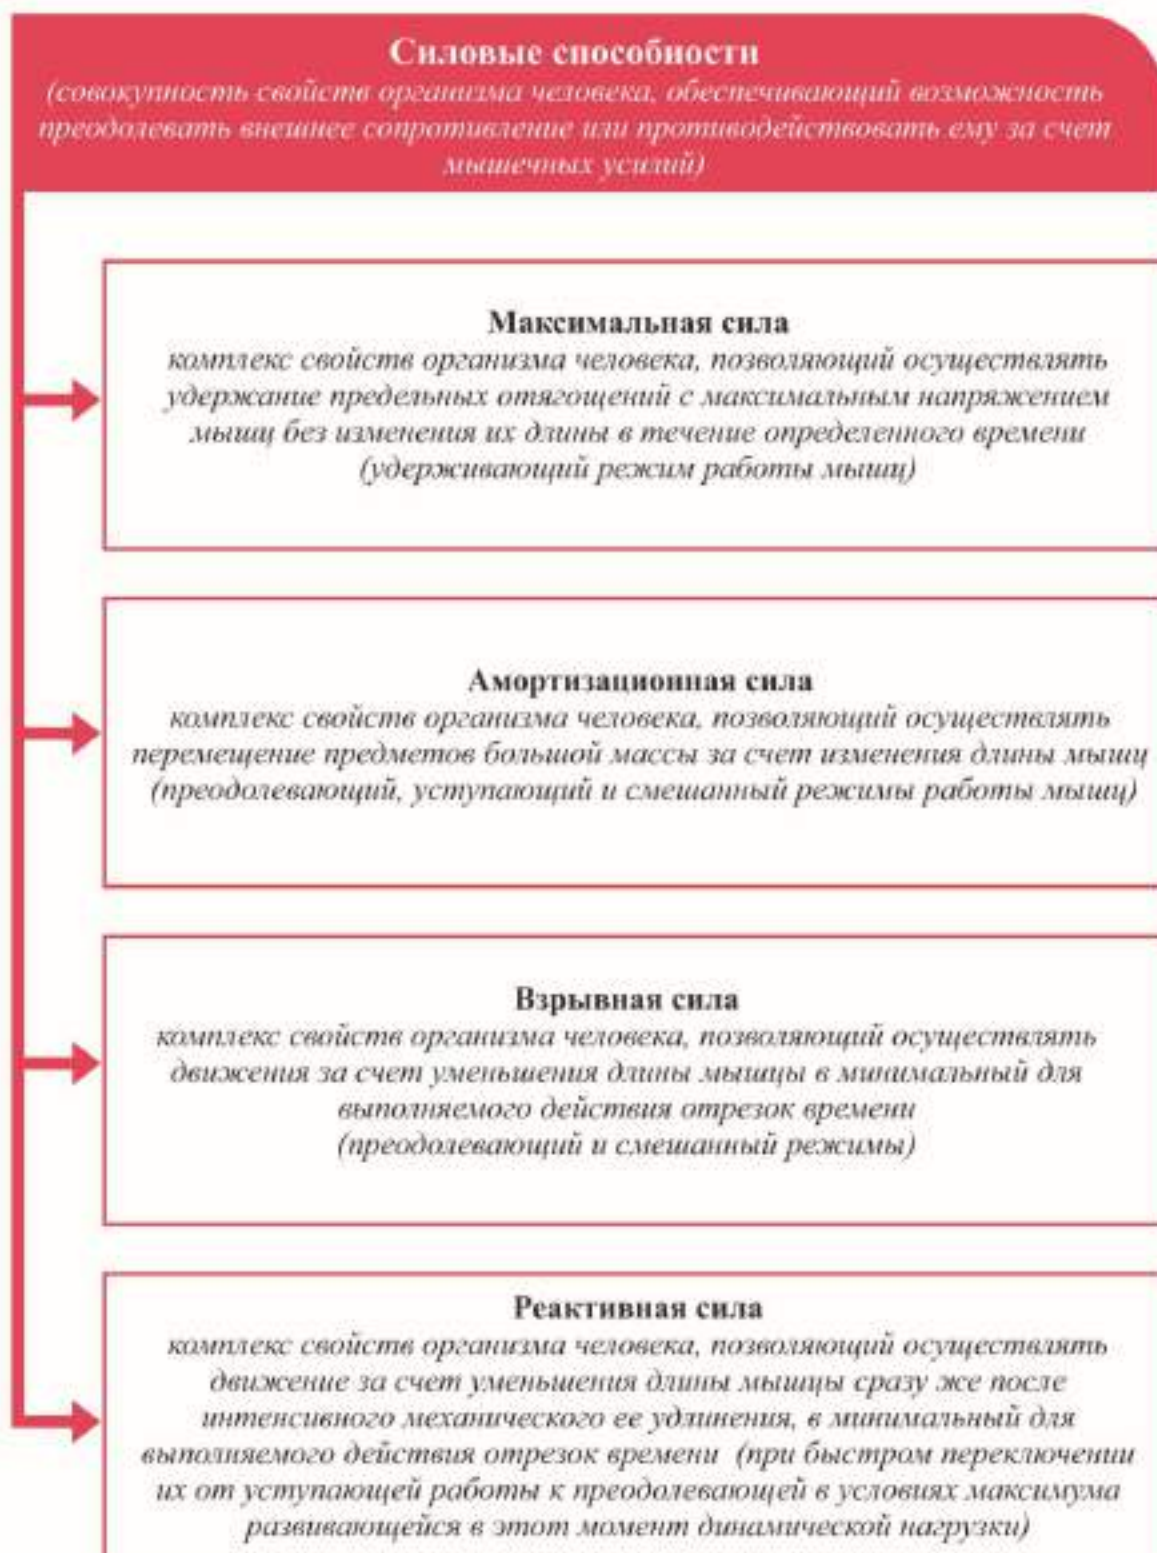 Силовые способности
(совокупность свойств организма человека, обеспечивающий возможность
преодолевать внешнее сопротивление или противодействовать ему за счет
мышечных усилий)
Максимальная сила
комплекс свойств организма человека, позволяющий осуществлять
удержание предельных отягощений с максимальным напряжением
мышц без изменения их длины в течение определенного времени
(удерживающий режим работы мышц)
Амортизационная сила
комплекс свойств организма человека, позволяющий осуществлять
перемещение предметов большой массы за счет изменения длины мышц
(преодолевающий, уступающий и смешанный режимы работы мышц)
Взрывная сила
комплекс свойств организма человека, позволяющий осуществлять
движения за счет уменьшения длины мышцы в минимальный для
выполняемого действия отрезок времени
(преодолевающий и смешанный режимы)
Реактивная сила
комплекс свойств организма человека, позволяющий осуществлять
движение за счет уменьшения длины мышцы сразу же после
интенсивного механического ее удлинения, в минимальный для
выполняемого действия отрезок времени (при быстром переключении
их от уступающей работы к преодолевающей в условиях максимума
развивающейся в этот момент динамической нагрузки)